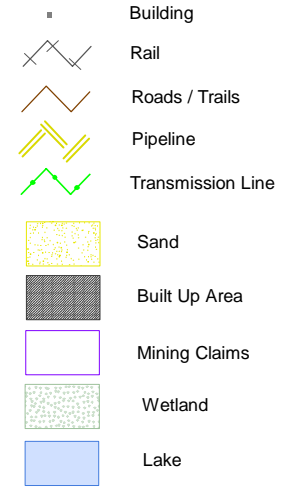 Building
Rail
Roads / Trails
Pipeline
Transmission Line
Sand
Built Up Area
Mining Claims
Wetland
Lake